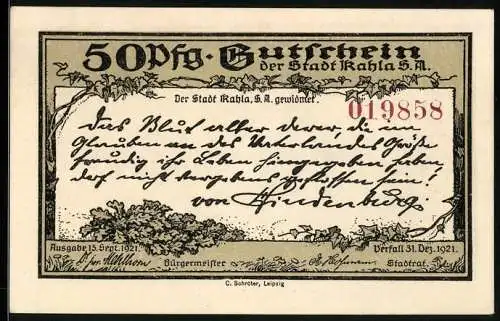 50 Pfg. Gutschein
der Stadt Kahla S.A.
Der Stadt Kahla, S. A. gewidmet.
019858
Das Blut aller derer, die im
Glauben an des Vaterlandes Größe
freudig ihr Leben hingegeben haben,
darf nicht vergebens geflossen sein!
von Hindenburg
Ausgabe 15. Sept. 1921.
Verfall 31. Dez. 1921.
Bürgermeister
Stadtrat.
C. Schroter, Leipzig